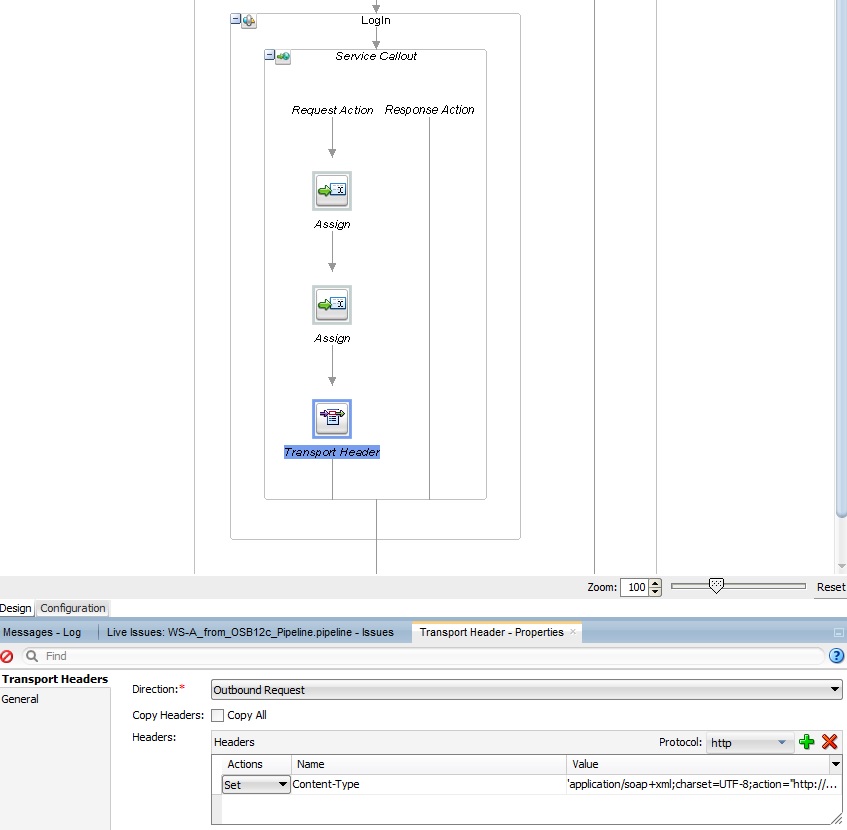 LogIn
Service Callout
Request Action Response Action
Assign
Assign
Transport Header
Zoom: 100 Reset
Design Configuration
Messages - Log Live Issues: WS-A_from_OSB12c_Pipeline.pipeline - Issues Transport Header - Properties
Find
Transport Headers
General
Direction:* Outbound Request
Copy Headers: Copy All
Headers: Headers Protocol: http
Actions Name Value
Set Content-Type 'application/soap+xml;charset=UTF-8;action="http://...